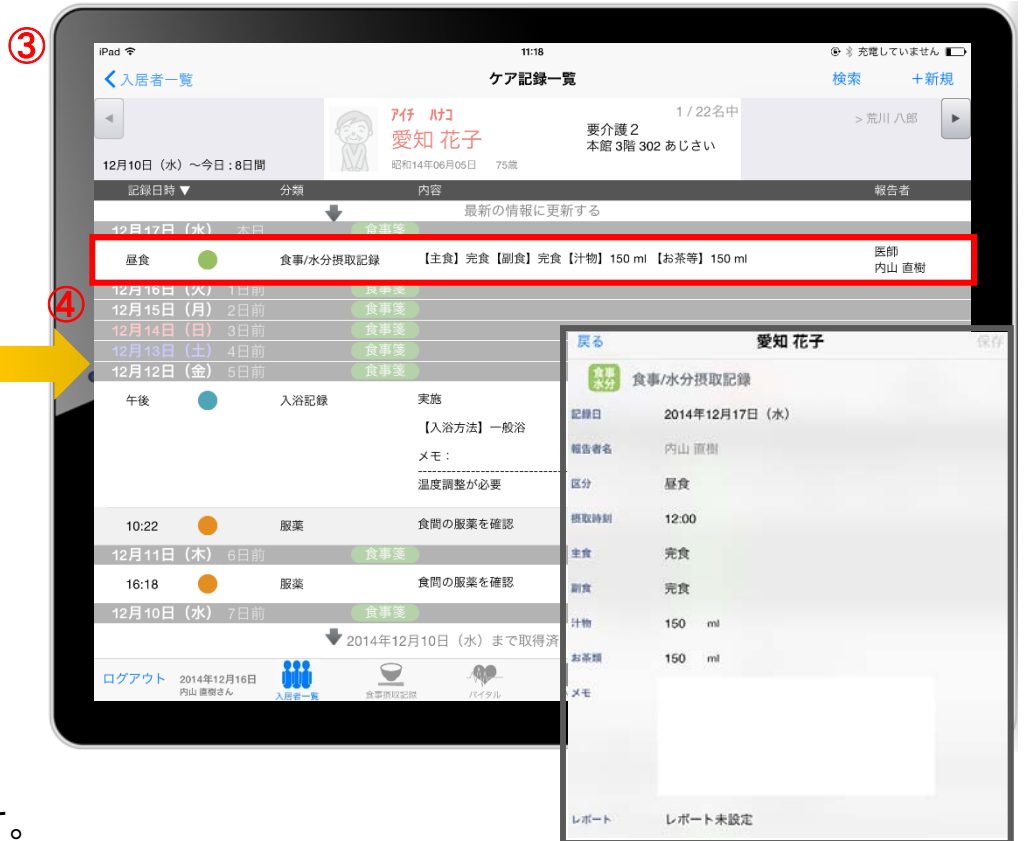 ③
iPad 11:18 充電していません
入居者一覧 ケア記録一覧 検索 +新規
アイチ ハナコ
愛知 花子
昭和14年06月05日 75歳
1 / 22名中
要介護2
本館 3階 302 あじさい
> 荒川 八郎
12月10日（水）～今日 : 8日間
記録日時 ▼ 分類 内容 報告者
最新の情報に更新する
12月17日（水） 本日 食事箋
昼食 食事/水分摂取記録 【主食】完食【副食】完食【汁物】150 ml 【お茶等】150 ml 医師
内山 直樹
12月16日（火） 1日前 食事箋
④
12月15日（月） 2日前 食事箋
12月14日（日） 3日前 食事箋
12月13日（土） 4日前 食事箋
12月12日（金） 5日前 食事箋
午後 入浴記録 実施
【入浴方法】一般浴
メモ：
温度調整が必要
10:22 服薬 食間の服薬を確認
12月11日（木） 6日前 食事箋
16:18 服薬 食間の服薬を確認
12月10日（水） 7日前 食事箋
2014年12月10日（水）まで取得済
ログアウト 2014年12月16日
内山 直樹さん
入居者一覧 食事摂取記録 バイタル
戻る 愛知 花子 保存
食事
水分
食事/水分摂取記録
記録日 2014年12月17日（水）
報告者名 内山 直樹
区分 昼食
摂取時刻 12:00
主食 完食
副食 完食
汁物 150 ml
お茶類 150 ml
メモ
レポート レポート未設定
。